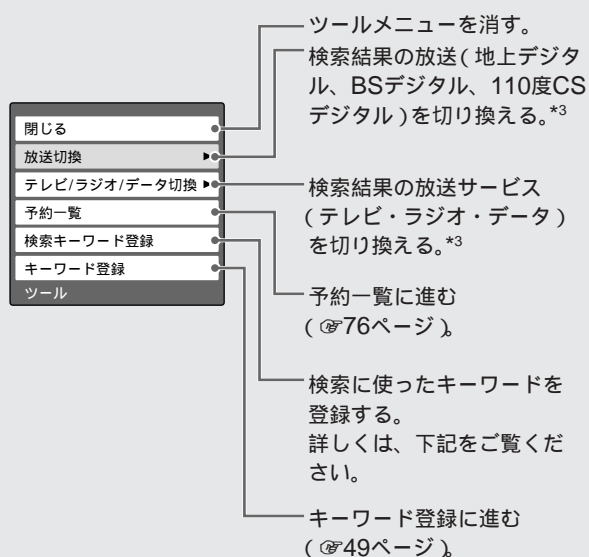 ツールメニューを消す。
検索結果の放送(地上デジタ
ル、BSデジタル、110度CS
デジタル)を切り換える。*3
閉じる
放送切換
テレビ/ラジオ/データ切換
予約一覧
検索キーワード登録
キーワード登録
ツール
検索結果の放送サービス
(テレビ・ラジオ・データ)
を切り換える。*3
予約一覧に進む
(☞76ページ)。
検索に使ったキーワードを
登録する。
詳しくは、下記をご覧くだ
さい。
キーワード登録に進む
(☞49ページ)。